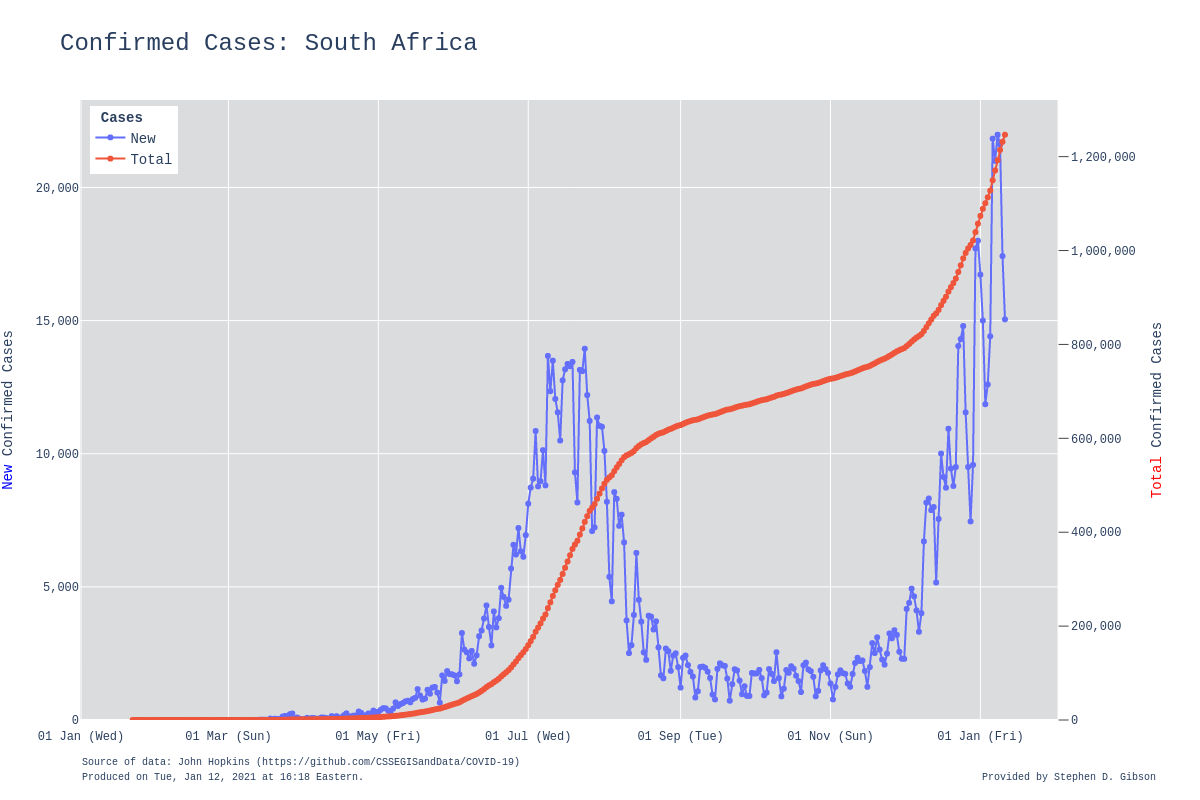 Confirmed Cases: South Africa
Cases
New
Total
20,000
15,000
10,000
5,000
0
1,200,000
1,000,000
800,000
600,000
400,000
200,000
0
New Confirmed Cases
Total Confirmed Cases
01 Jan (Wed) 01 Mar (Sun) 01 May (Fri) 01 Jul (Wed) 01 Sep (Tue) 01 Nov (Sun) 01 Jan (Fri)
Source of data: John Hopkins (https://github.com/CSSEGISandData/COVID-19)
Produced on Tue, Jan 12, 2021 at 16:18 Eastern.
Provided by Stephen D. Gibson